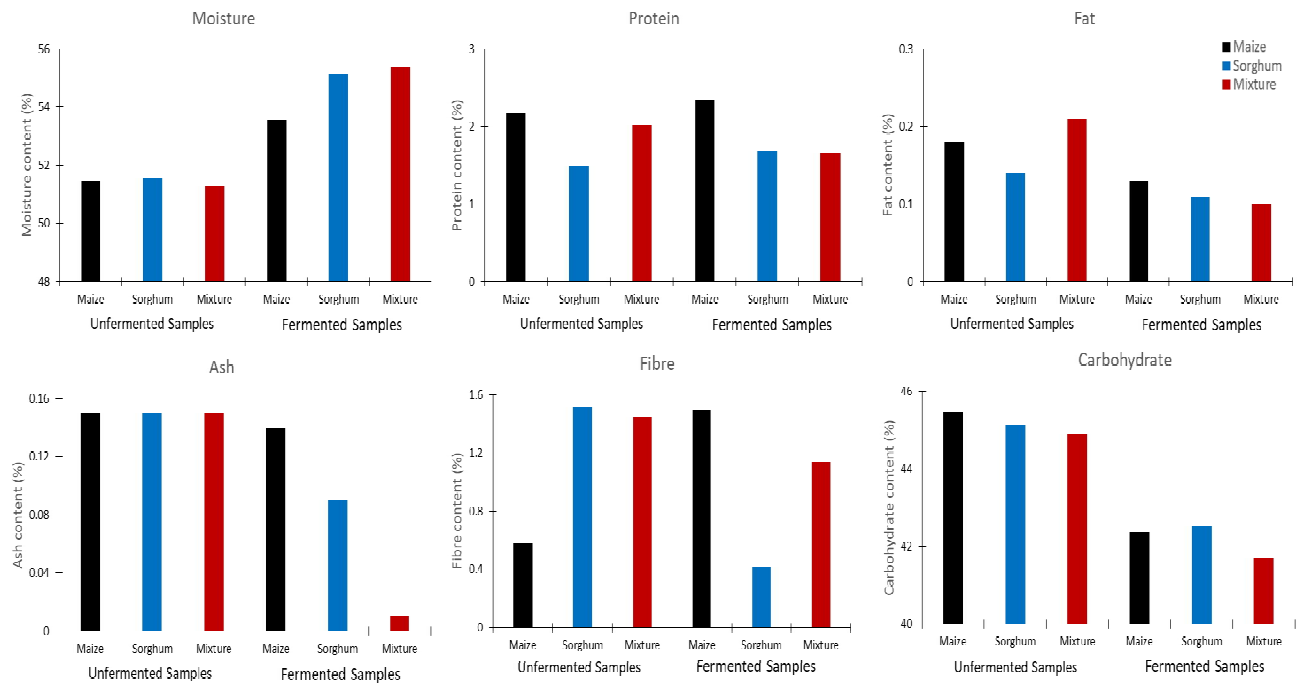 Moisture
56
54
52
50
48
Moisture content (%)
Maize Sorghum Mixture Maize Sorghum Mixture
Unfermented Samples Fermented Samples
Protein
3
2
1
0
Protein content (%)
Maize Sorghum Mixture Maize Sorghum Mixture
Unfermented Samples Fermented Samples
Fat
0.3
0.2
0.1
0
Fat content (%)
Maize
Sorghum
Mixture
Maize Sorghum Mixture Maize Sorghum Mixture
Unfermented Samples Fermented Samples
Ash
0.16
0.12
0.08
0.04
0
Ash content (%)
Maize Sorghum Mixture Maize Sorghum Mixture
Unfermented Samples Fermented Samples
Fibre
1.6
1.2
0.8
0.4
0
Fibre content (%)
Maize Sorghum Mixture Maize Sorghum Mixture
Unfermented Samples Fermented Samples
Carbohydrate
46
44
42
40
Carbohydrate content (%)
Maize Sorghum Mixture Maize Sorghum Mixture
Unfermented Samples Fermented Samples